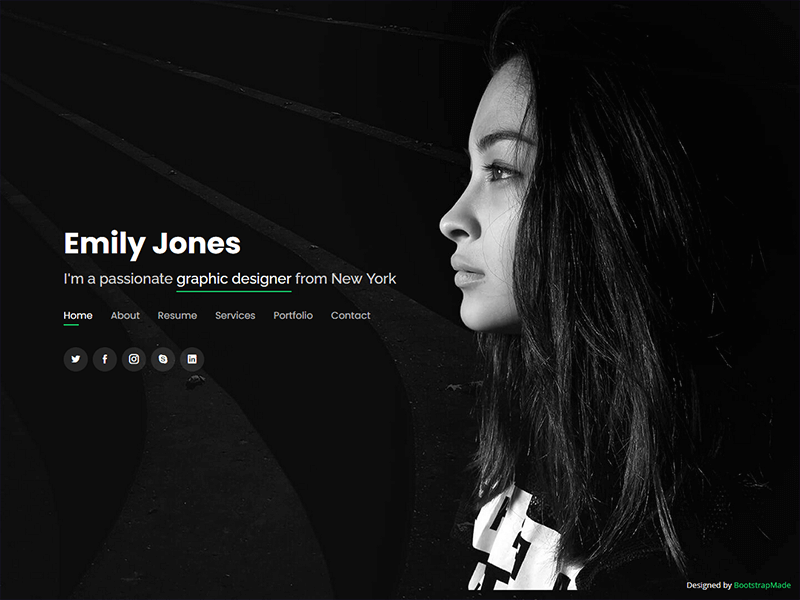 Emily Jones
I'm a passionate graphic designer from New York
Home About Resume Services Portfolio Contact
Designed by BootstrapMade